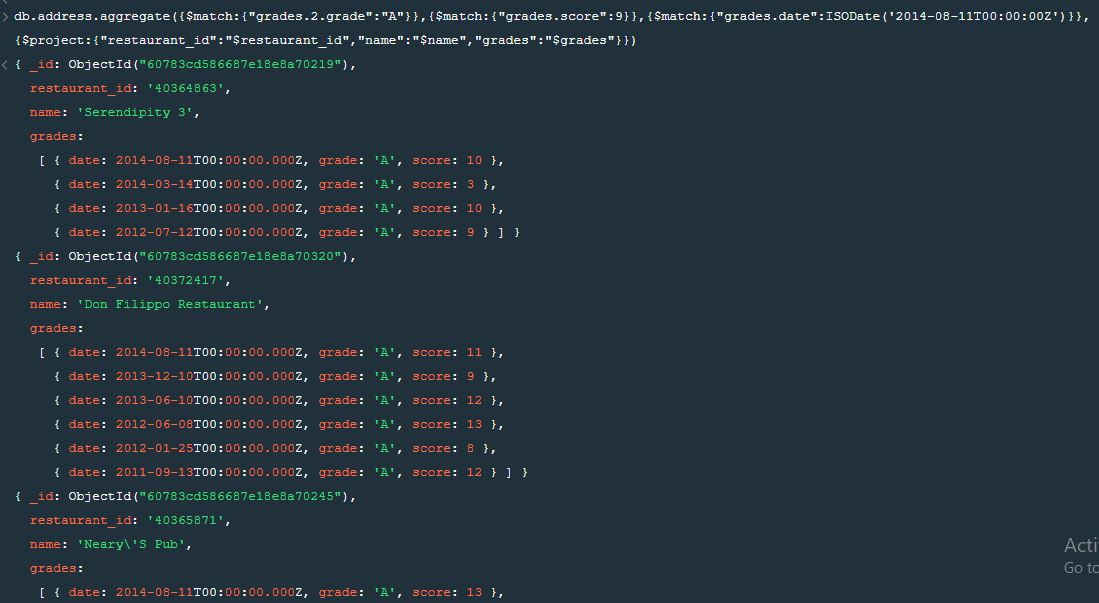 > db.address.aggregate({$match:{"grades.2.grade":"A"}},{$match:{"grades.score":9}},{$match:{"grades.date":ISODate('2014-08-11T00:00:00Z')}},
{$project:{"restaurant_id":"$restaurant_id","name":"$name","grades":"$grades"}})
< { _id: ObjectId("60783cd586687e18e8a70219"),
restaurant_id: '40364863',
name: 'Serendipity 3',
grades:
[ { date: 2014-08-11T00:00:00.000Z, grade: 'A', score: 10 },
{ date: 2014-03-14T00:00:00.000Z, grade: 'A', score: 3 },
{ date: 2013-01-16T00:00:00.000Z, grade: 'A', score: 10 },
{ date: 2012-07-12T00:00:00.000Z, grade: 'A', score: 9 } ] }
{ _id: ObjectId("60783cd586687e18e8a70320"),
restaurant_id: '40372417',
name: 'Don Filippo Restaurant',
grades:
[ { date: 2014-08-11T00:00:00.000Z, grade: 'A', score: 11 },
{ date: 2013-12-10T00:00:00.000Z, grade: 'A', score: 9 },
{ date: 2013-06-10T00:00:00.000Z, grade: 'A', score: 12 },
{ date: 2012-06-08T00:00:00.000Z, grade: 'A', score: 13 },
{ date: 2012-01-25T00:00:00.000Z, grade: 'A', score: 8 },
{ date: 2011-09-13T00:00:00.000Z, grade: 'A', score: 12 } ] }
{ _id: ObjectId("60783cd586687e18e8a70245"),
restaurant_id: '40365871',
name: 'Neary\'S Pub',
Acti
grades:
Go to
[ { date: 2014-08-11T00:00:00.000Z, grade: 'A', score: 13 },